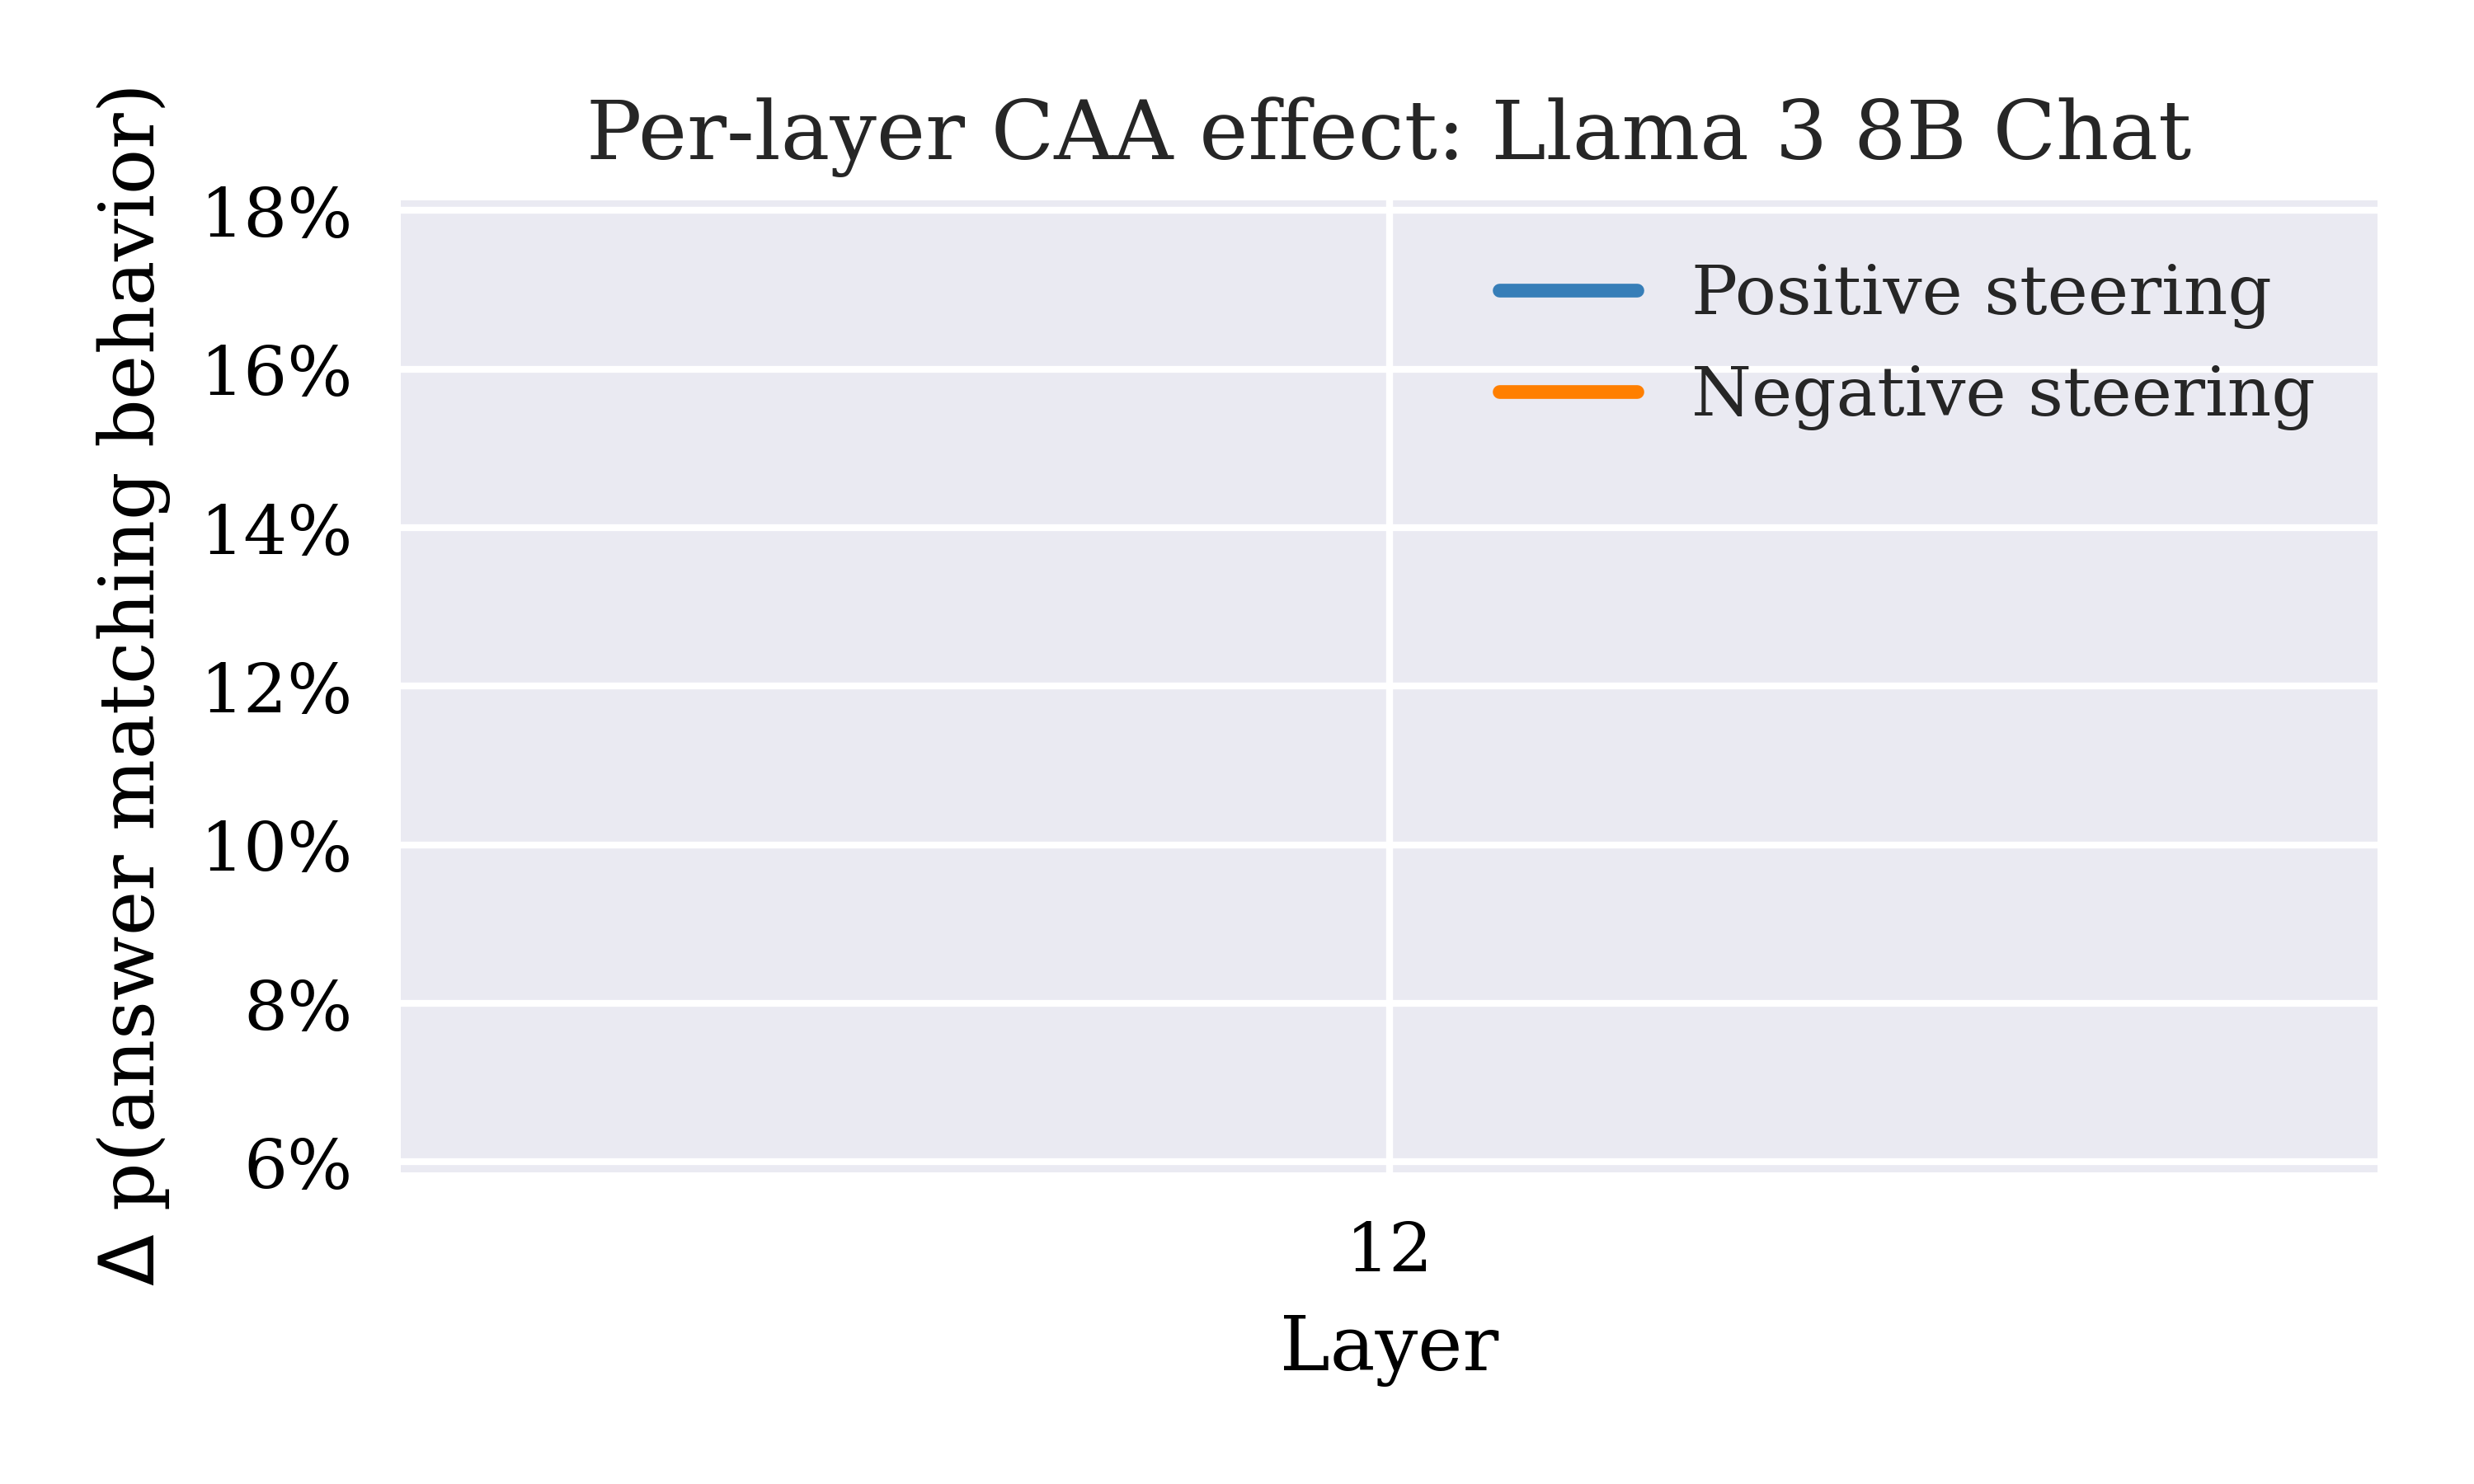 Per-layer CAA effect: Llama 3 8B Chat
Δ p(answer matching behavior)
18%
16%
14%
12%
10%
8%
6%
Positive steering
Negative steering
12
Layer